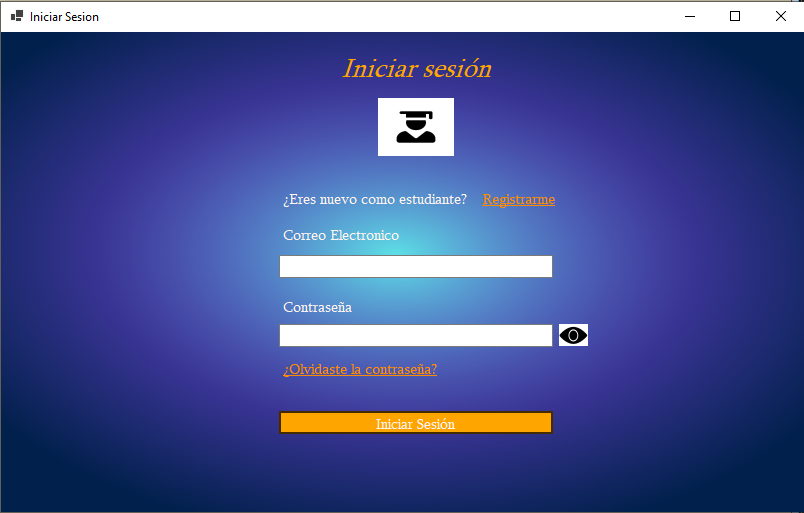 Iniciar Sesion
Iniciar sesión
¿Eres nuevo como estudiante? Registrarme
Correo Electronico
Contraseña
¿Olvidaste la contraseña?
Iniciar Sesión